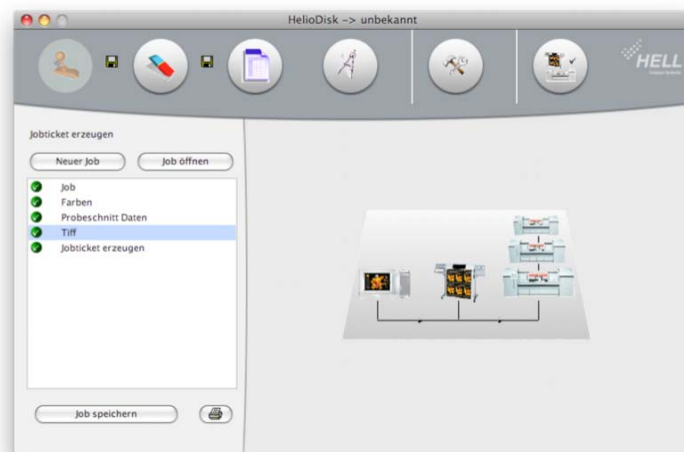 HelioDisk -> unbekannt
HELL
Jobticket erzeugen
Neuer Job
Job öffnen
Job
Farben
Probeschnitt Daten
Tiff
Jobticket erzeugen
Job speichern